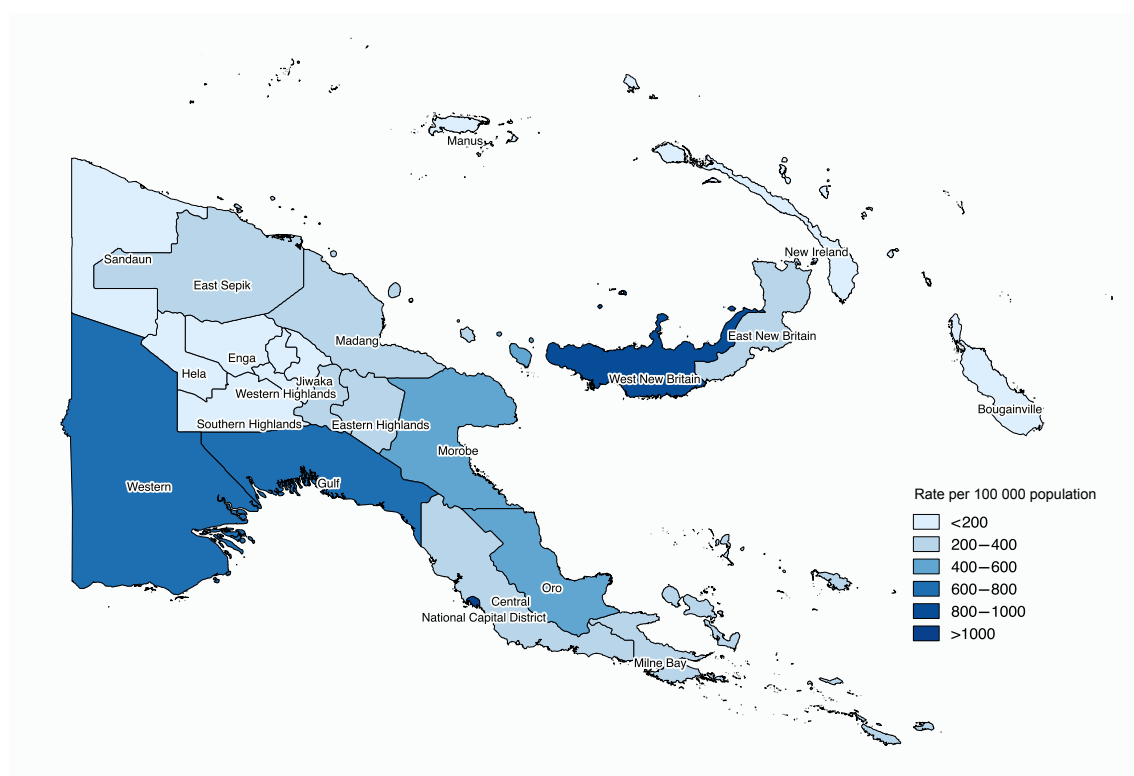 Manus
New Ireland
Sandaun
East Sepik
East New Britain
Madang
Enga
Hela
Jiwaka
West New Britain
Western Highlands
Bougainville
Southern Highlands
Eastern Highlands
Morobe
Gulf
Western
Rate per 100 000 population
<200
200–400
400–600
600–800
800–1000
>1000
Oro
Central
National Capital District
Milne Bay